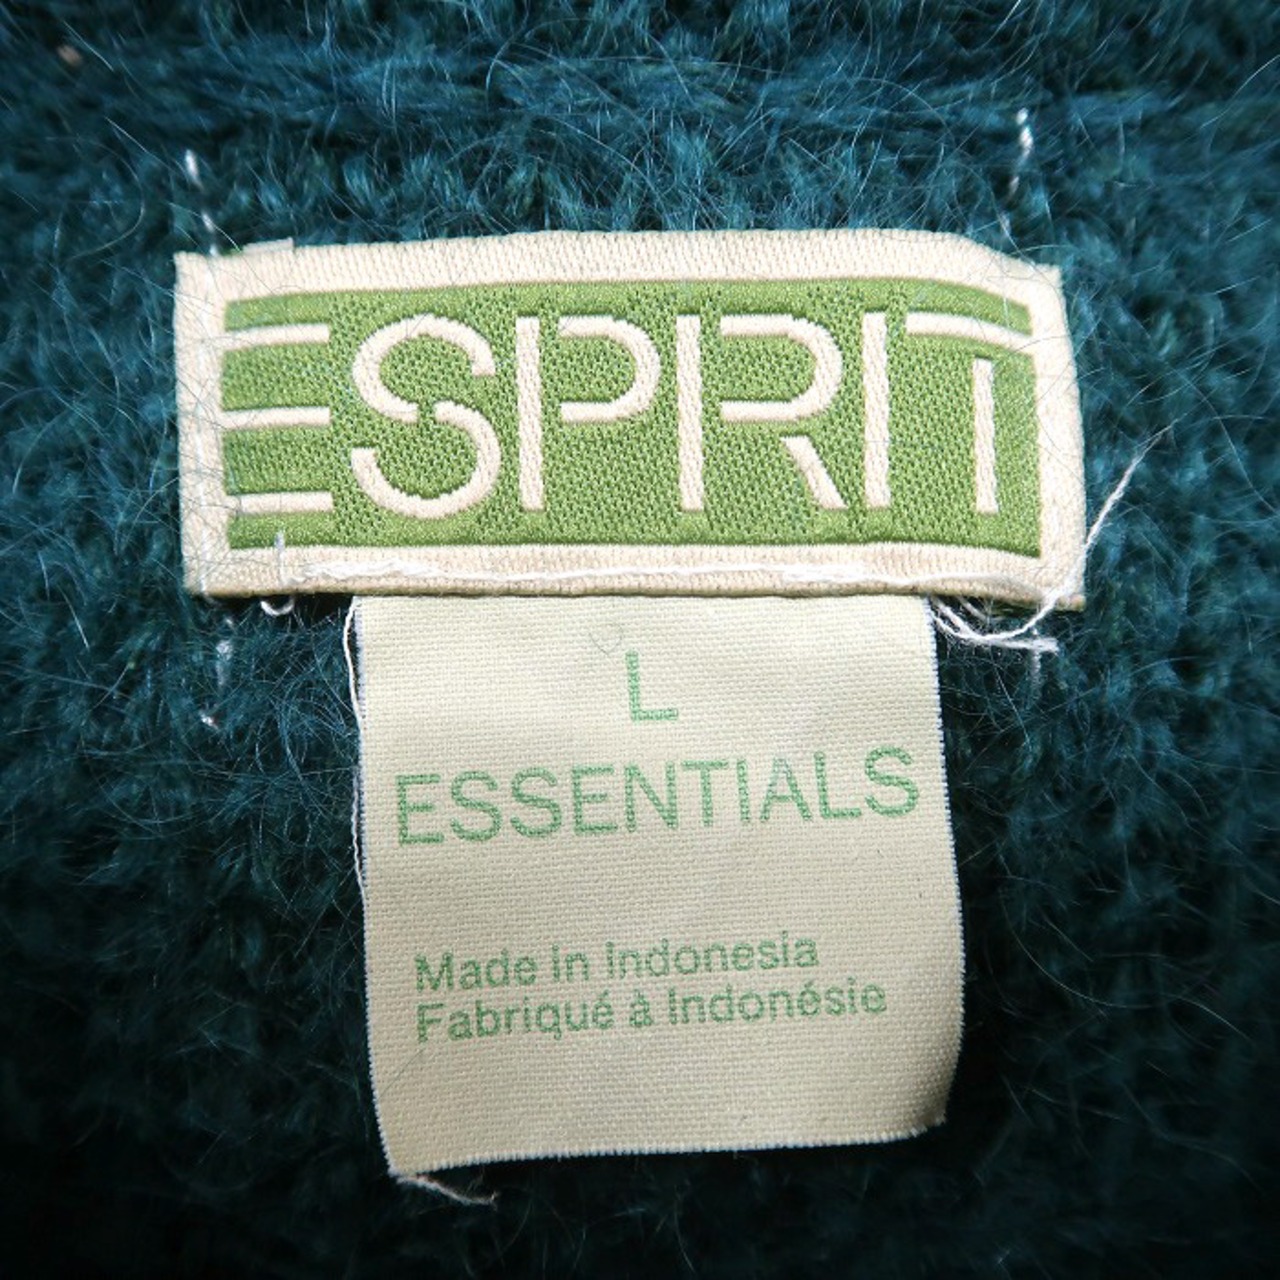 ESPRIT
L
ESSENTIALS
Made in Indonesia
Fabriqué à Indonésie